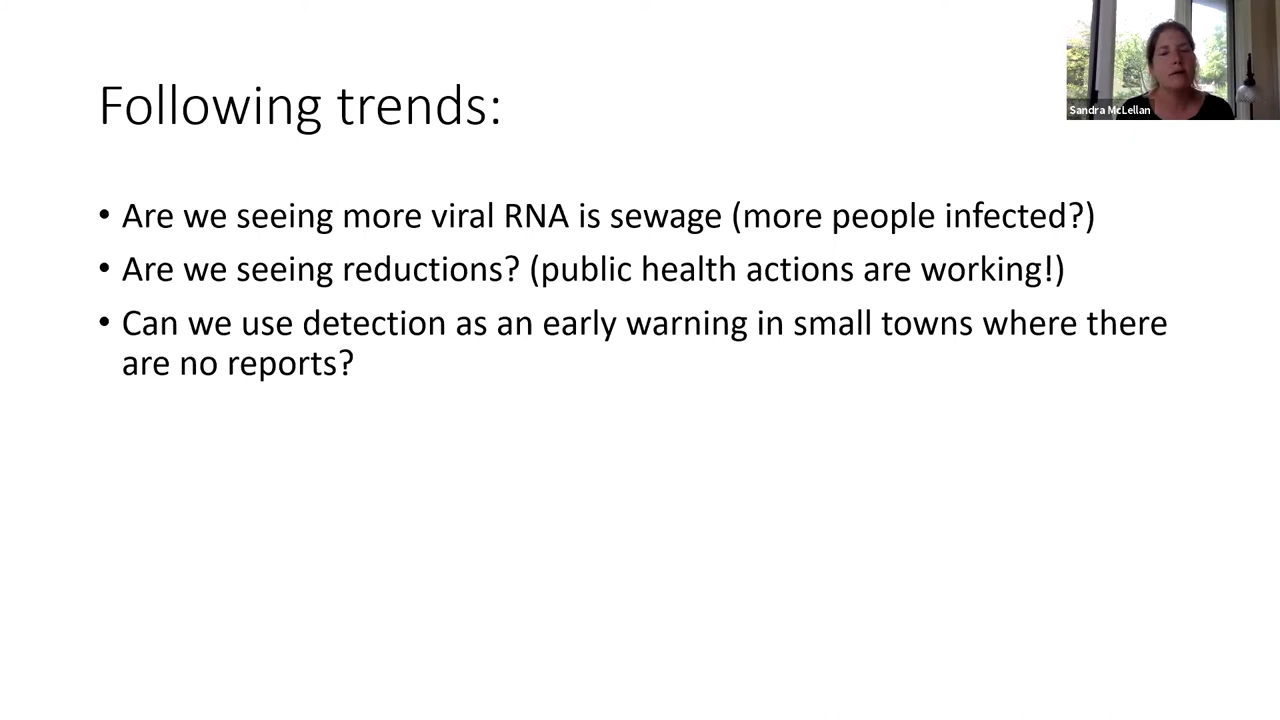 Following trends:
Sandra McLellan
• Are we seeing more viral RNA is sewage (more people infected?)
• Are we seeing reductions? (public health actions are working!)
• Can we use detection as an early warning in small towns where there
are no reports?